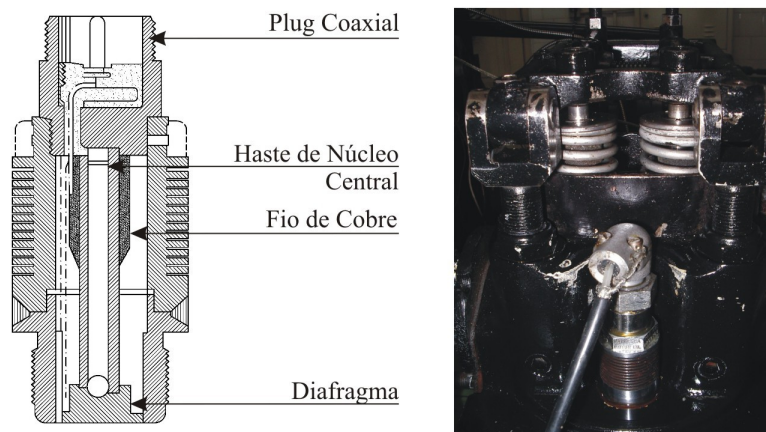 Plug Coaxial
Haste de Núcleo
Central
Fio de Cobre
Diafragma